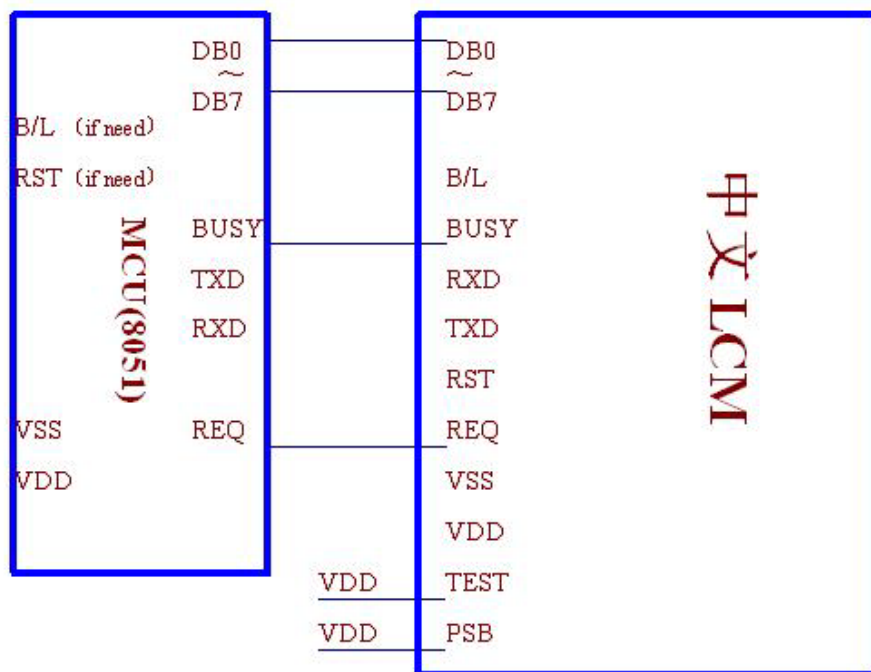 DB0
~
DB7
B/L (if need)
RST (if need)
BUSY
TXD
RXD
VSS
REQ
VDD
MCU(8051)
VDD
VDD
DB0
~
DB7
B/L
BUSY
RXD
TXD
RST
REQ
VSS
VDD
TEST
PSB
中文 LCM